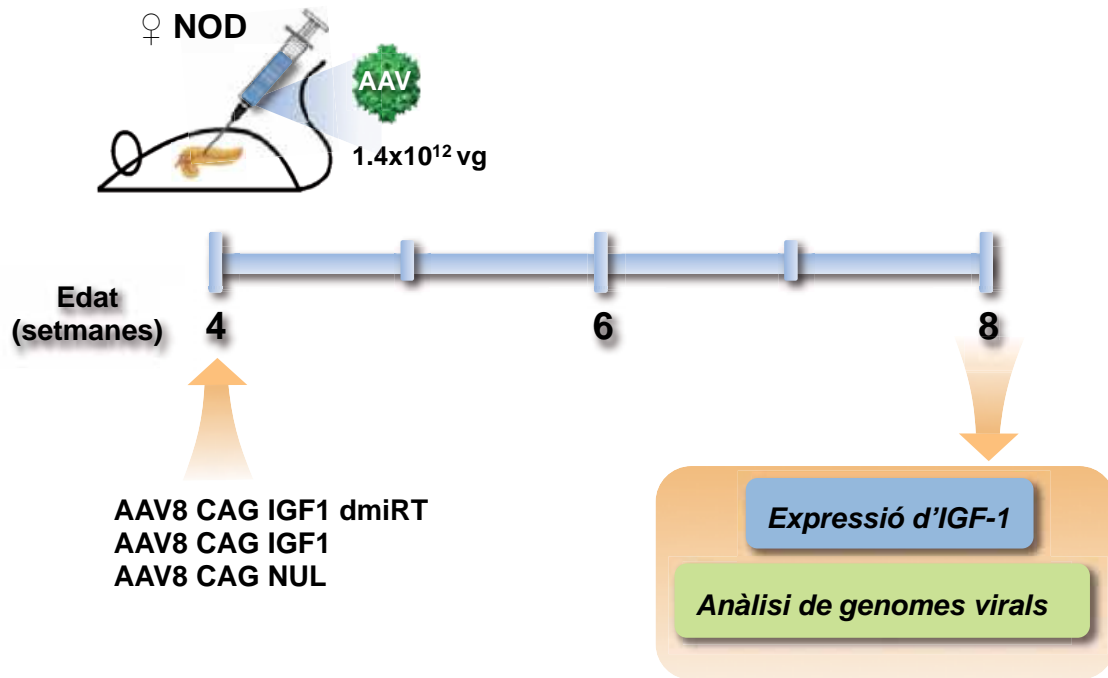 ♀ NOD
AAV
1.4x10¹² vg
Edat
(setmanes)
4
6
8
AAV8 CAG IGF1 dmiRT
AAV8 CAG IGF1
AAV8 CAG NUL
Expressió d’IGF-1
Anàlisi de genomes virals